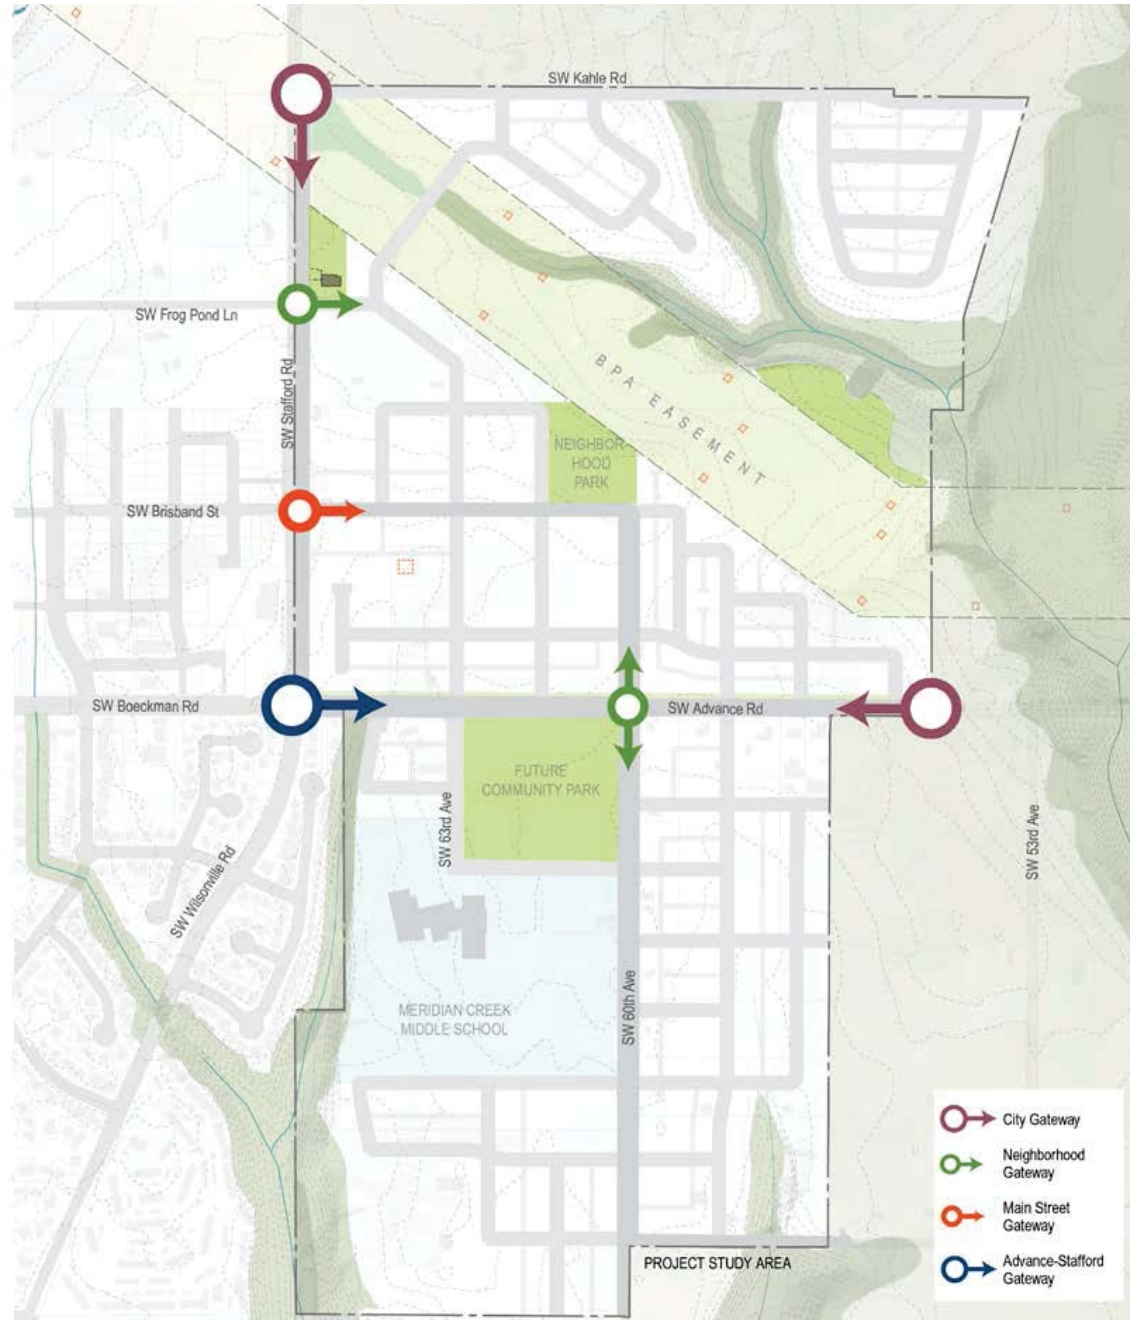 SW Kahle Rd
SW Frog Pond Ln
SW Stafford Rd
BPA EASEMENT
NEIGHBOR-
HOOD
PARK
SW Brisband St
SW Boeckman Rd
SW Advance Rd
FUTURE
COMMUNITY PARK
SW 63rd Ave
SW 53rd Ave
SW Wilsonville Rd
SW 60th Ave
MERIDIAN CREEK
MIDDLE SCHOOL
PROJECT STUDY AREA
City Gateway
Neighborhood
Gateway
Main Street
Gateway
Advance-Stafford
Gateway